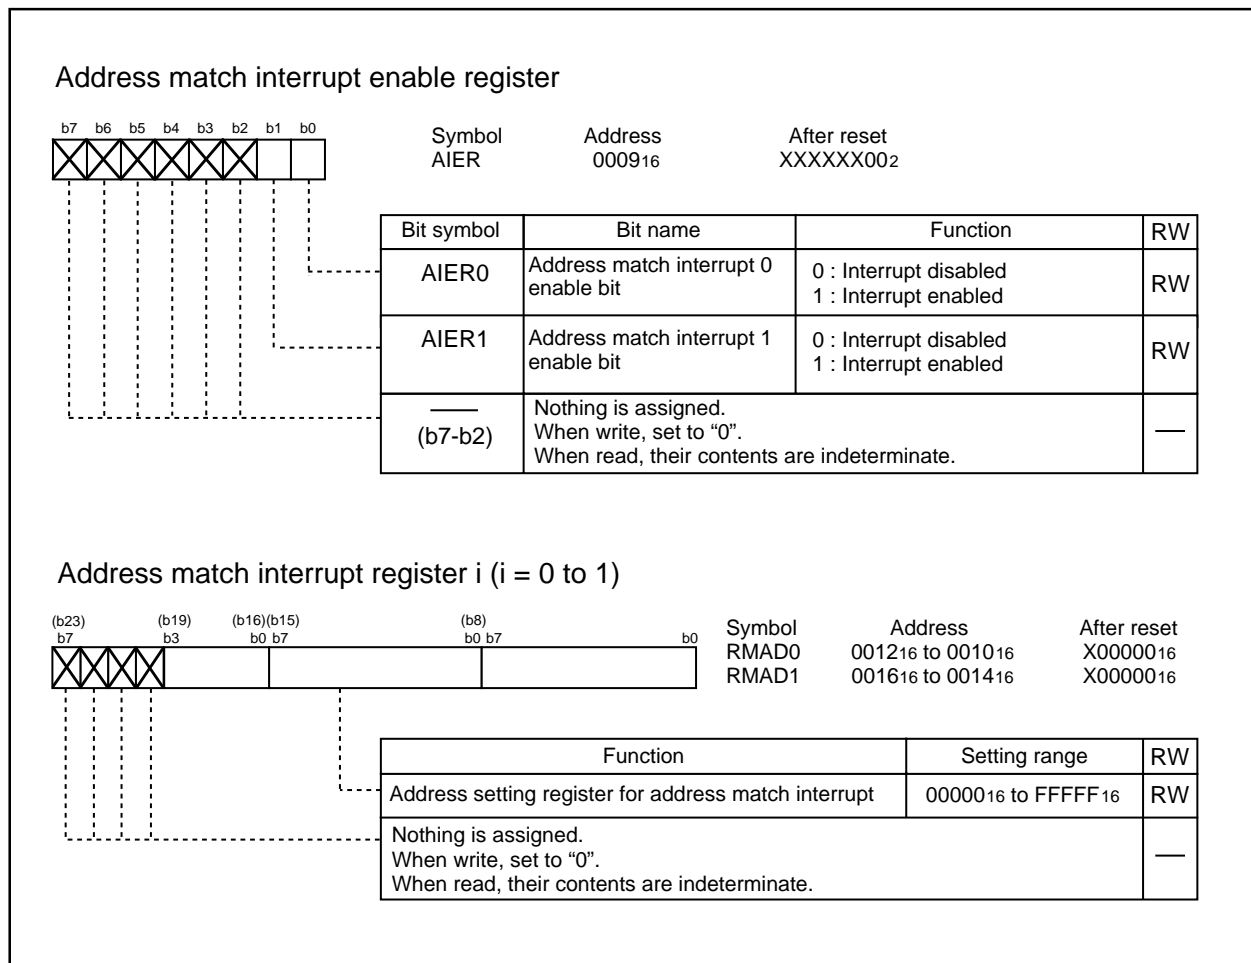 Address match interrupt enable register
b7 b6 b5 b4 b3 b2 b1 b0
Symbol Address After reset
AIER 000916 XXXXXX002
Bit symbol Bit name Function RW
AIER0 Address match interrupt 0 enable bit 0 : Interrupt disabled 1 : Interrupt enabled RW
AIER1 Address match interrupt 1 enable bit 0 : Interrupt disabled 1 : Interrupt enabled RW
—
(b7-b2)
Nothing is assigned.
When write, set to “0”.
When read, their contents are indeterminate.
—
Address match interrupt register i (i = 0 to 1)
(b23) (b19) (b16)(b15) (b8)
b7 b3 b0 b7 b0 b7 b0
Symbol Address After reset
RMAD0 001216 to 001016 X0000016
RMAD1 001616 to 001416 X0000016
Function Setting range RW
Address setting register for address match interrupt 0000016 to FFFFF16 RW
Nothing is assigned.
When write, set to “0”.
When read, their contents are indeterminate.
—